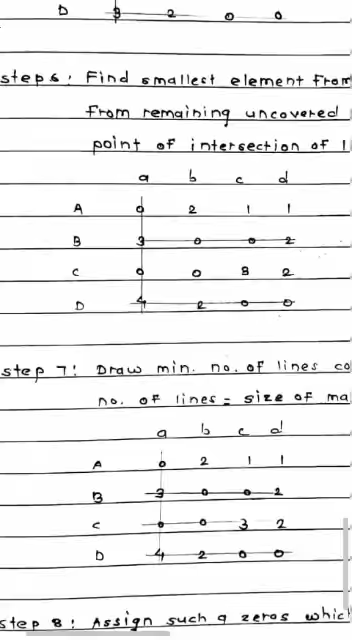 D 3 2 0 0
step 6: Find smallest element from
from remaining uncovered
point of intersection of
a b c d
A 0 2 1 1
B 3 0 0 2
C 0 0 3 2
D 4 2 0 0
step 7: Draw min. no. of lines co
no. of lines = size of ma
a b c d
A 0 2 1 1
B 3 0 0 2
C 0 0 3 2
D 4 2 0 0
step 8: Assign such a zeros which